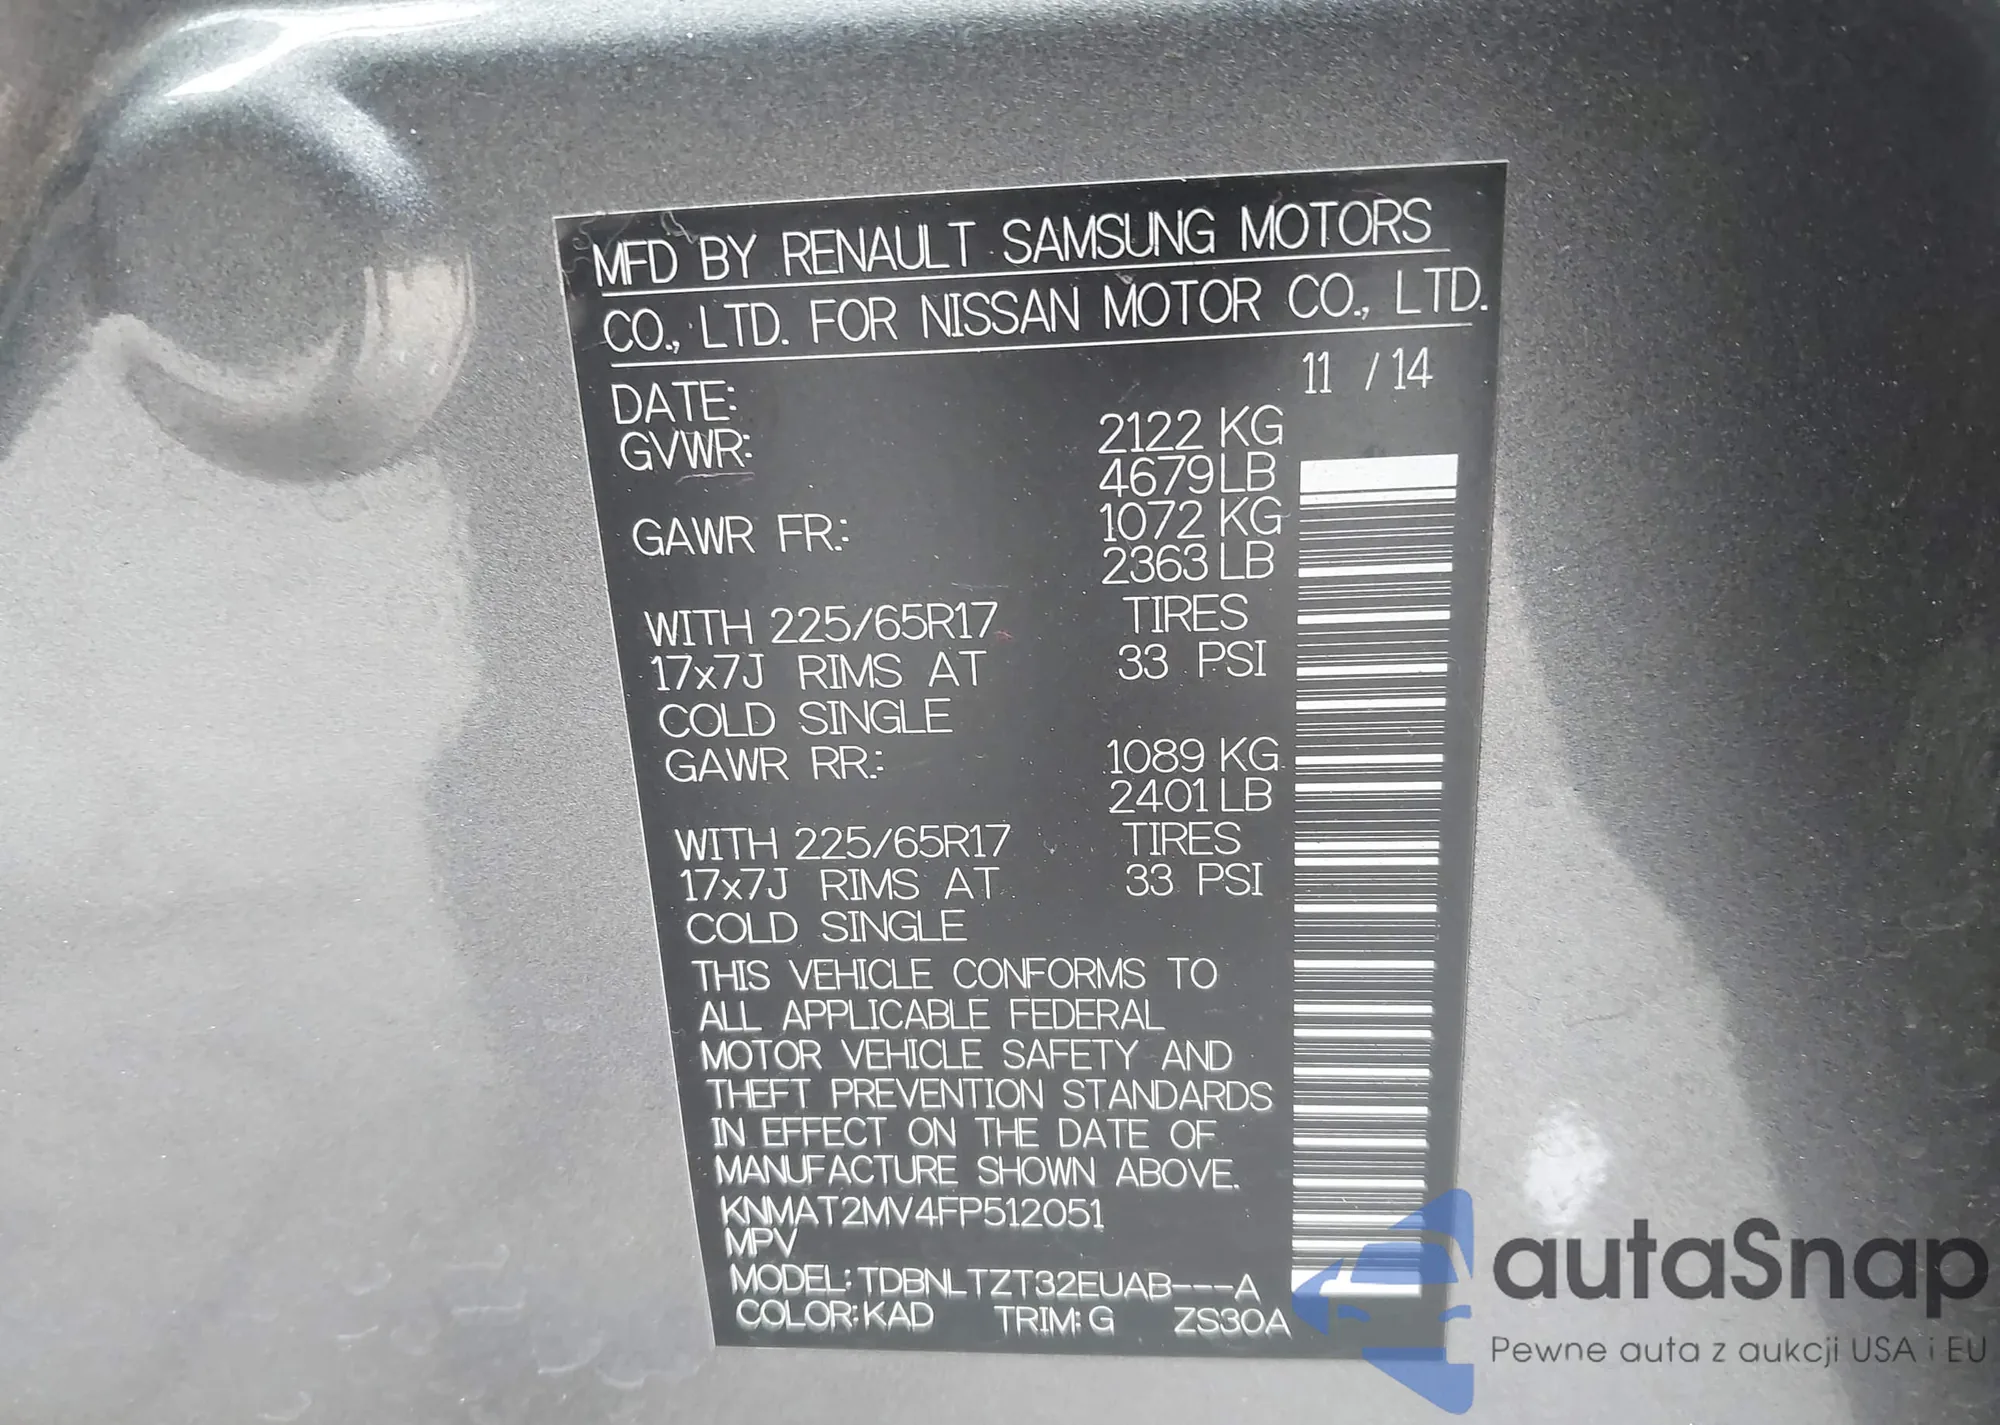 MFD BY RENAULT SAMSUNG MOTORS
CO., LTD. FOR NISSAN MOTOR CO., LTD.
DATE: 11 / 14
GVWR: 2122 KG
4679 LB
GAWR FR.: 1072 KG
2363 LB
WITH 225/65R17 TIRES
17x7J RIMS AT 33 PSI
COLD SINGLE
GAWR RR.: 1089 KG
2401 LB
WITH 225/65R17 TIRES
17x7J RIMS AT 33 PSI
COLD SINGLE
THIS VEHICLE CONFORMS TO
ALL APPLICABLE FEDERAL
MOTOR VEHICLE SAFETY AND
THEFT PREVENTION STANDARDS
IN EFFECT ON THE DATE OF
MANUFACTURE SHOWN ABOVE.
KNMAT2MV4FP512051
MPV
MODEL: TDBNLTZT32EUAB---A
COLOR: KAD TRIM: G ZS30A
autaSnap
Pewne auta z aukcji USA i EU